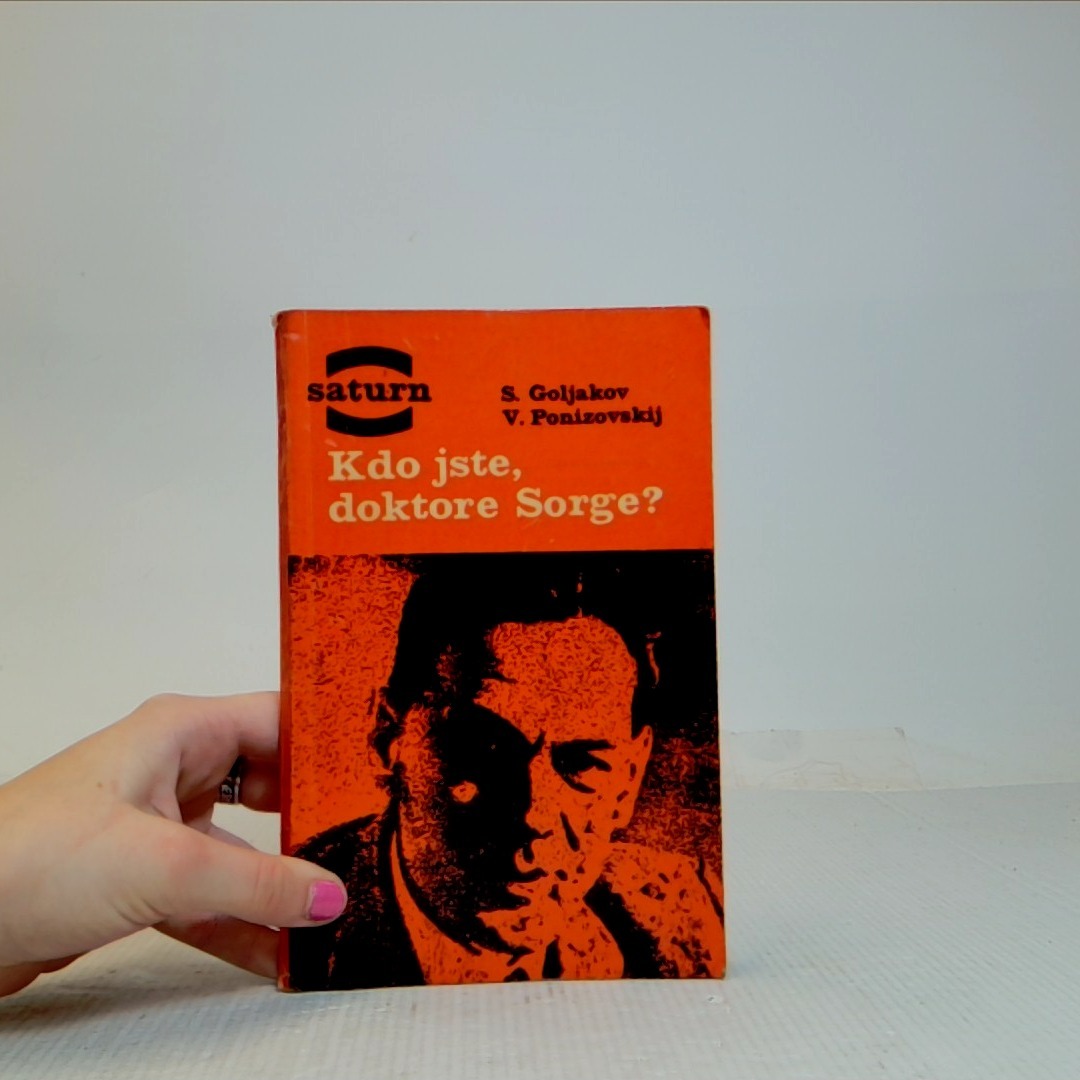 saturn
S. Goljakov
V. Ponizovskij
Kdo jste,
doktore Sorge?